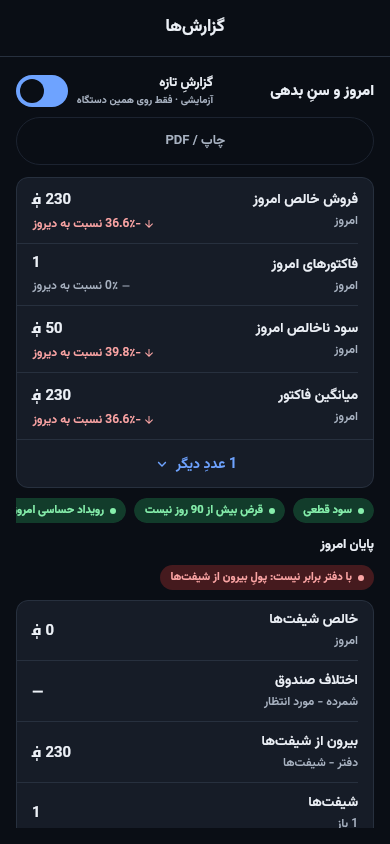 گزارش‌ها
امروز و سنِ بدهی
گزارشِ تازه
آزمایشی · فقط روی همین دستگاه
چاپ / PDF
فروش خالص امروز
230 ؋
امروز
↓ -36.6٪ نسبت به دیروز
فاکتورهای امروز
1
امروز
— 0٪ نسبت به دیروز
سود ناخالص امروز
50 ؋
امروز
↓ -39.8٪ نسبت به دیروز
میانگین فاکتور
230 ؋
امروز
↓ -36.6٪ نسبت به دیروز
1 عددِ دیگر
سود قطعی
قرض بیش از 90 روز نیست
رویداد حساسی امروز
پایان امروز
با دفتر برابر نیست: پولِ بیرون از شیفت‌ها
خالص شیفت‌ها
0 ؋
امروز
اختلاف صندوق
—
شمرده - مورد انتظار
بیرون از شیفت‌ها
230 ؋
دفتر - شیفت‌ها
شیفت‌ها
1
1 باز